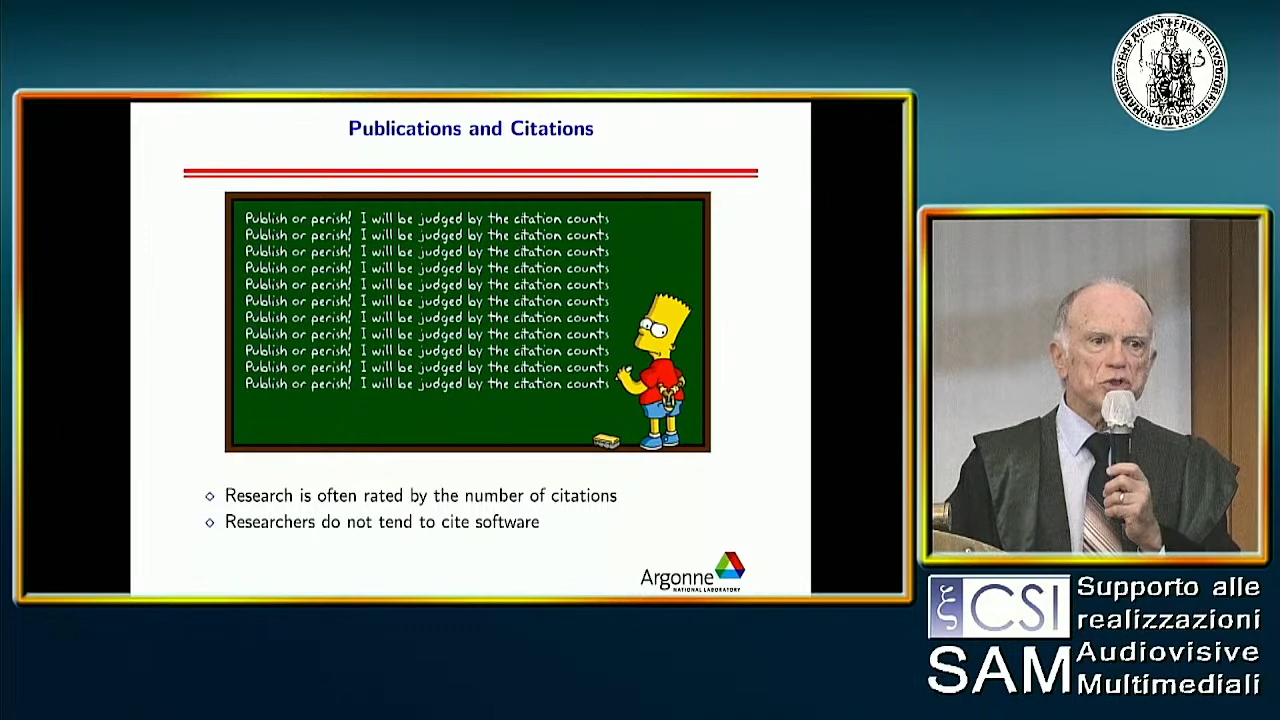 Publications and Citations
Publish or perish! I will be judged by the citation counts
Publish or perish! I will be judged by the citation counts
Publish or perish! I will be judged by the citation counts
Publish or perish! I will be judged by the citation counts
Publish or perish! I will be judged by the citation counts
Publish or perish! I will be judged by the citation counts
Publish or perish! I will be judged by the citation counts
Publish or perish! I will be judged by the citation counts
Publish or perish! I will be judged by the citation counts
Publish or perish! I will be judged by the citation counts
Publish or perish! I will be judged by the citation counts
Research is often rated by the number of citations
Researchers do not tend to cite software
Argonne
NATIONAL LABORATORY
CSI
SAM
Supporto alle
realizzazioni
Audiovisive
Multimediali